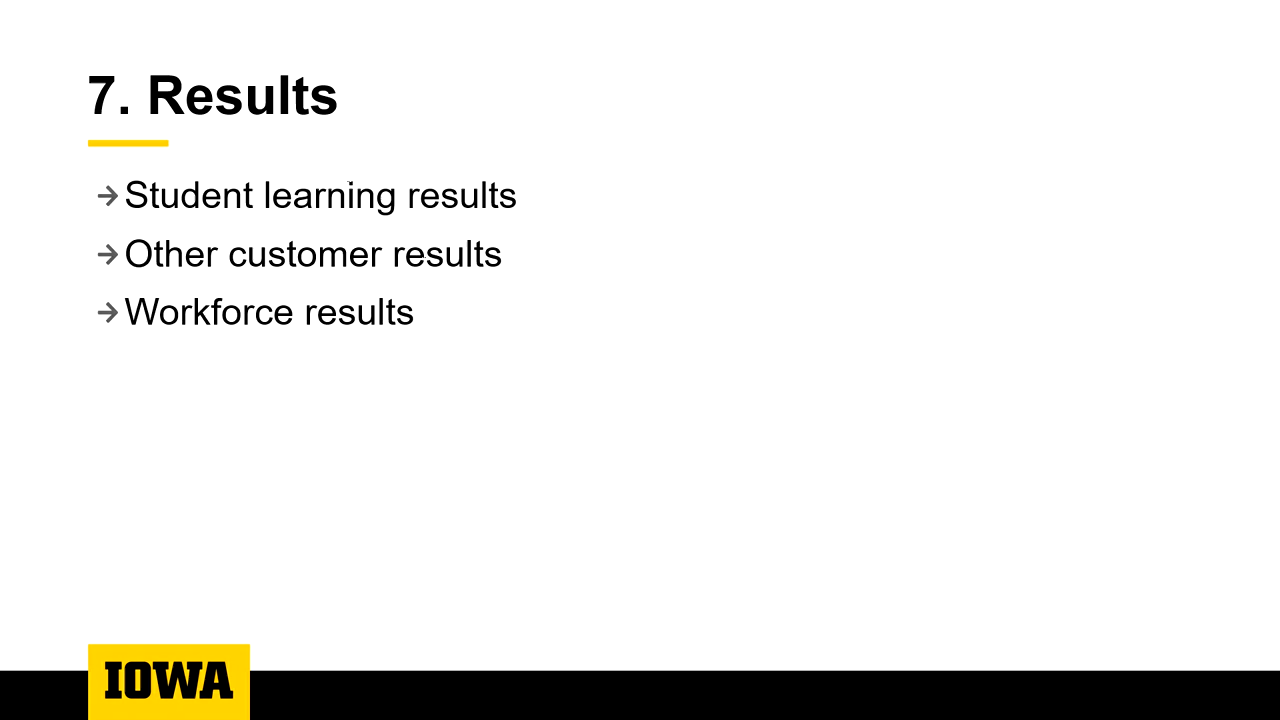 7. Results
→Student learning results
→Other customer results
→Workforce results
IOWA